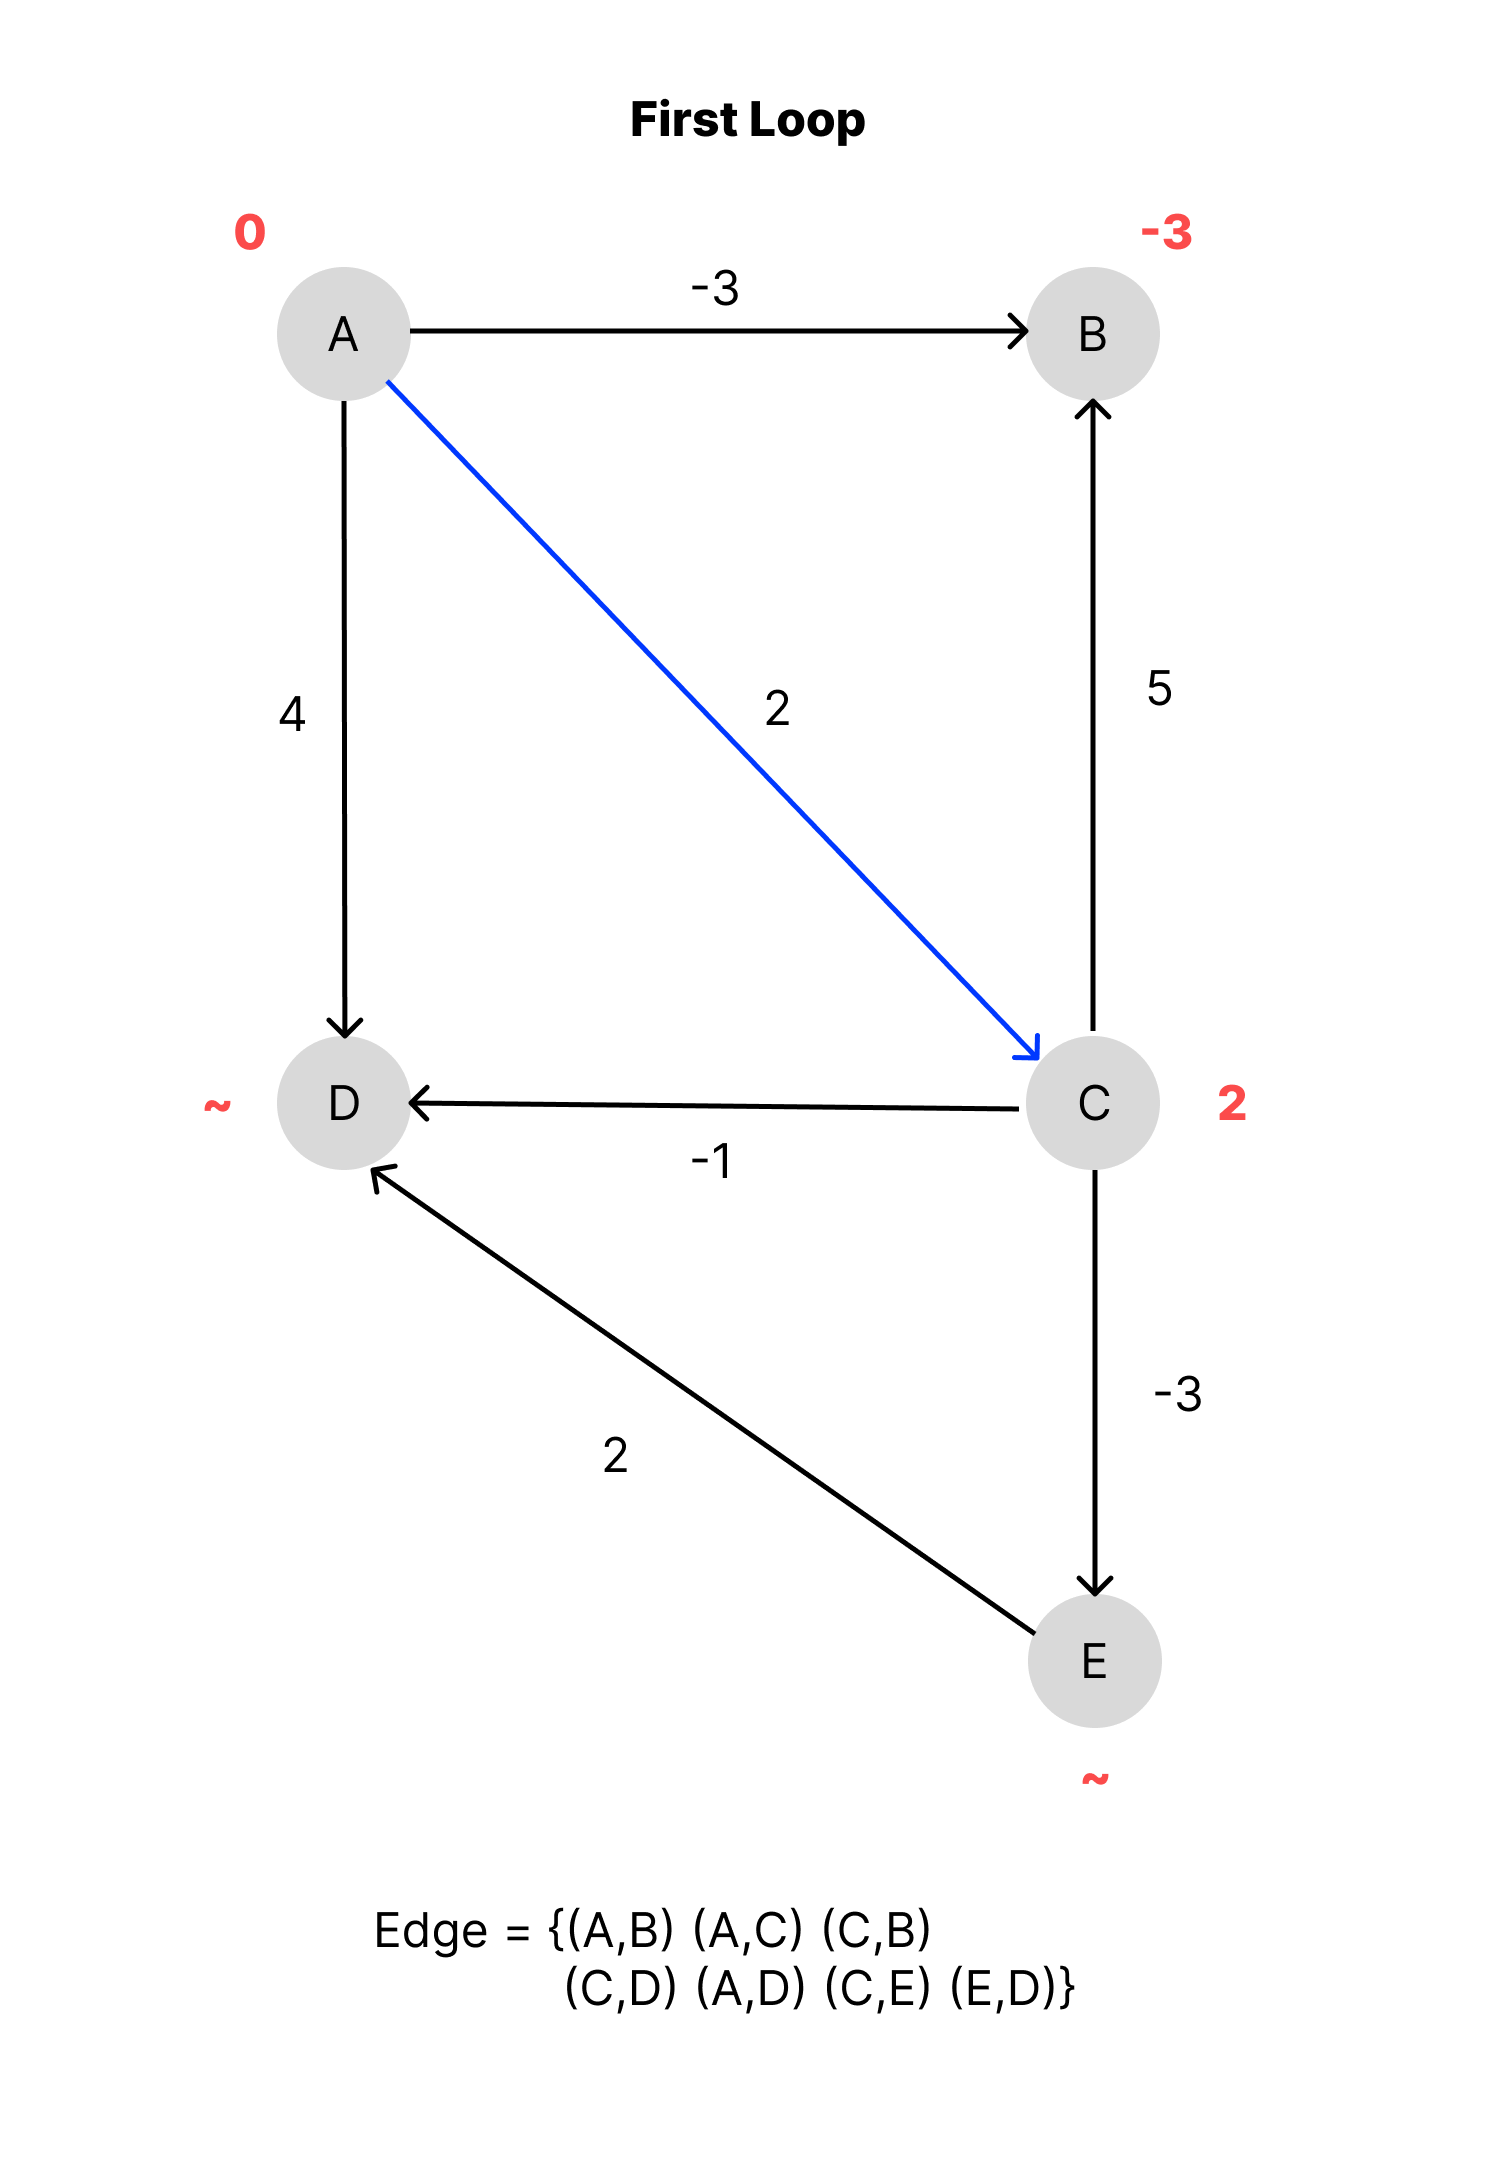 First Loop
0
-3
-3
A
B
4
2
5
~
D
C
2
-1
-3
2
E
~
Edge = {(A,B) (A,C) (C,B)
(C,D) (A,D) (C,E) (E,D)}